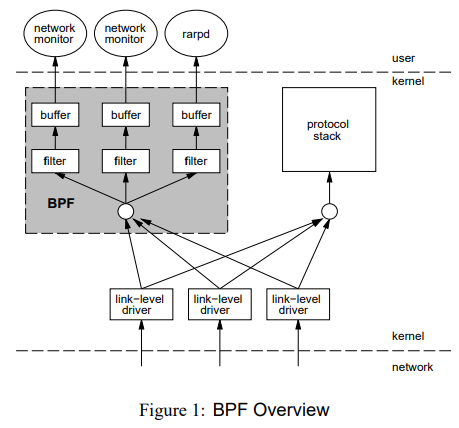 network
monitor
network
monitor
rarpd
user
kernel
buffer
buffer
buffer
protocol
stack
filter
filter
filter
BPF
link-level
driver
link-level
driver
link-level
driver
kernel
network
Figure 1: BPF Overview